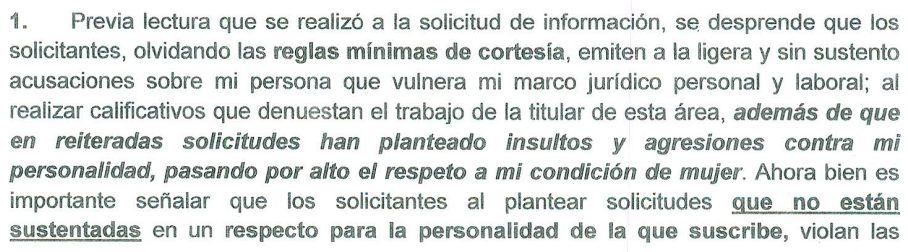 1. Previa lectura que se realizó a la solicitud de información, se desprende que los
solicitantes, olvidando las reglas mínimas de cortesía, emiten a la ligera y sin sustento
acusaciones sobre mi persona que vulnera mi marco jurídico personal y laboral; al
realizar calificativos que denuestan el trabajo de la titular de esta área, además de que
en reiteradas solicitudes han planteado insultos y agresiones contra mi
personalidad, pasando por alto el respeto a mi condición de mujer. Ahora bien es
importante señalar que los solicitantes al plantear solicitudes que no están
sustentadas en un respecto para la personalidad de la que suscribe, violan las